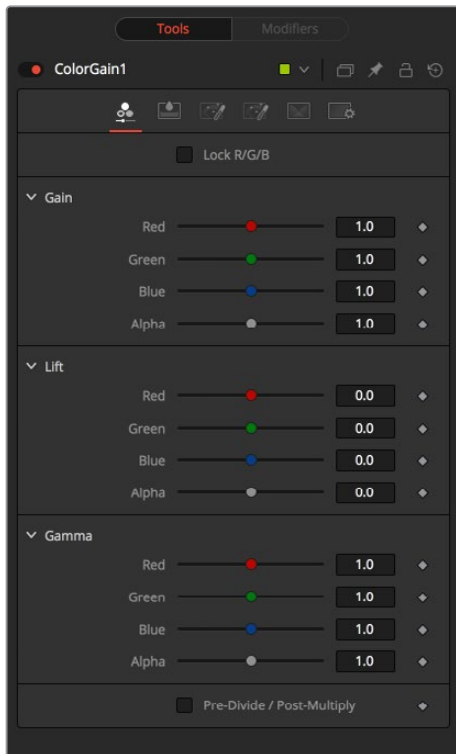 Tools Modifiers
ColorGain1
Lock R/G/B
Gain
Red 1.0
Green 1.0
Blue 1.0
Alpha 1.0
Lift
Red 0.0
Green 0.0
Blue 0.0
Alpha 0.0
Gamma
Red 1.0
Green 1.0
Blue 1.0
Alpha 1.0
Pre-Divide / Post-Multiply